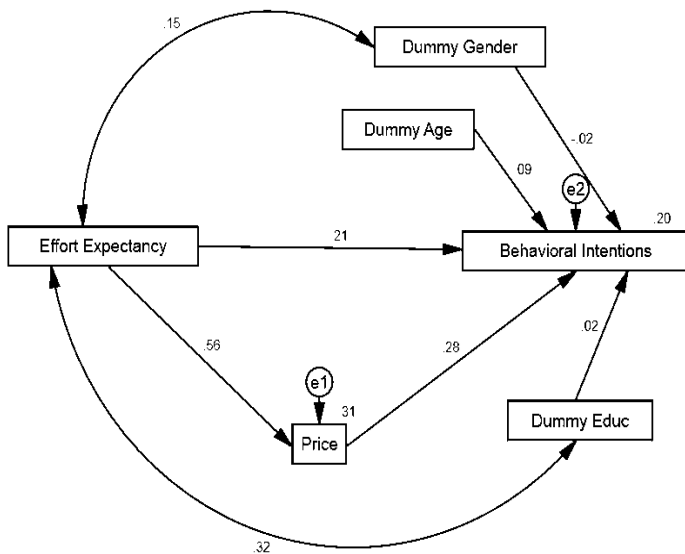 .15
Dummy Gender
Dummy Age
-.02
09
e2
.20
Effort Expectancy
21
Behavioral Intentions
.56
.28
.02
e1
31
Price
Dummy Educ
.32